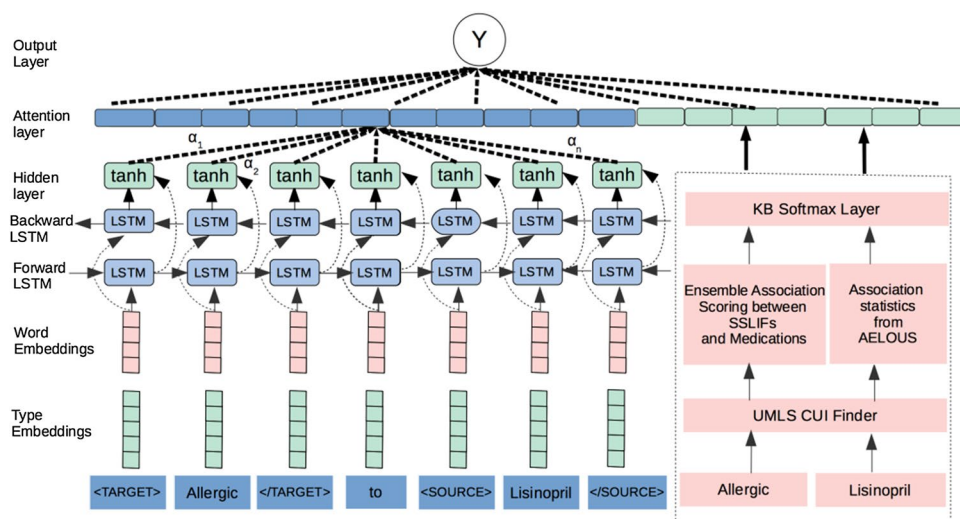 Y
Output
Layer
Attention
layer
α1
α2
αn
Hidden
layer
tanh tanh tanh tanh tanh tanh tanh
Backward
LSTM
LSTM LSTM LSTM LSTM LSTM LSTM LSTM
Forward
LSTM
LSTM LSTM LSTM LSTM LSTM LSTM LSTM
Word
Embeddings
Type
Embeddings
<TARGET> Allergic </TARGET> to <SOURCE> Lisinopril </SOURCE>
KB Softmax Layer
Ensemble Association
Scoring between
SSLIFs
and Medications
Association
statistics
from
AELOUS
UMLS CUI Finder
Allergic
Lisinopril